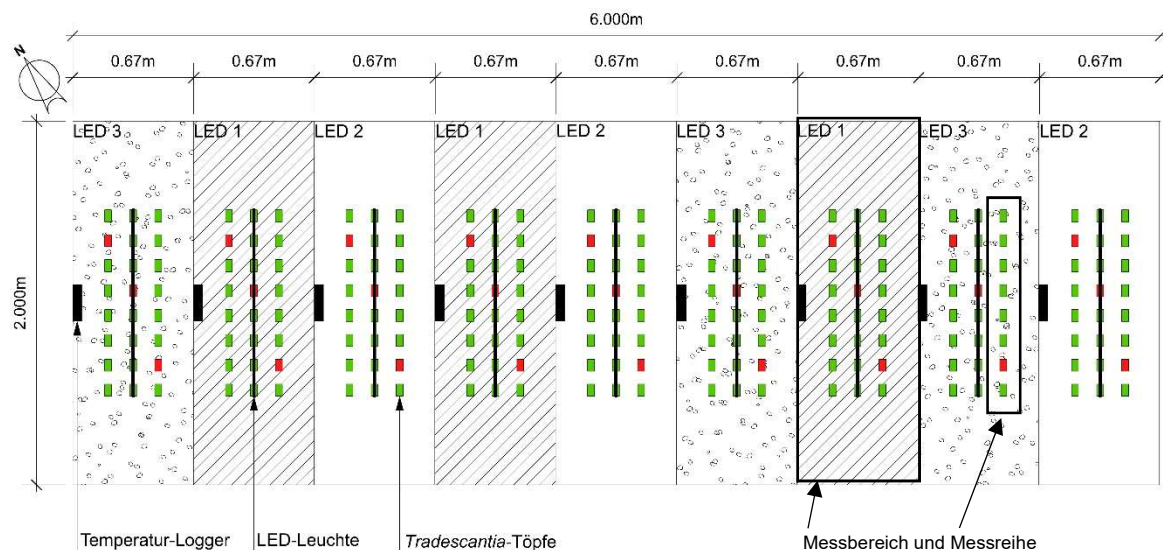 6.000m
N
0.67m 0.67m 0.67m 0.67m 0.67m 0.67m 0.67m 0.67m 0.67m
LED 3 LED 1 LED 2 LED 1 LED 2 LED 3 LED 1 LED 3 LED 2
2.000m
Temperatur-Logger LED-Leuchte Tradescantia-Töpfe Messbereich und Messreihe